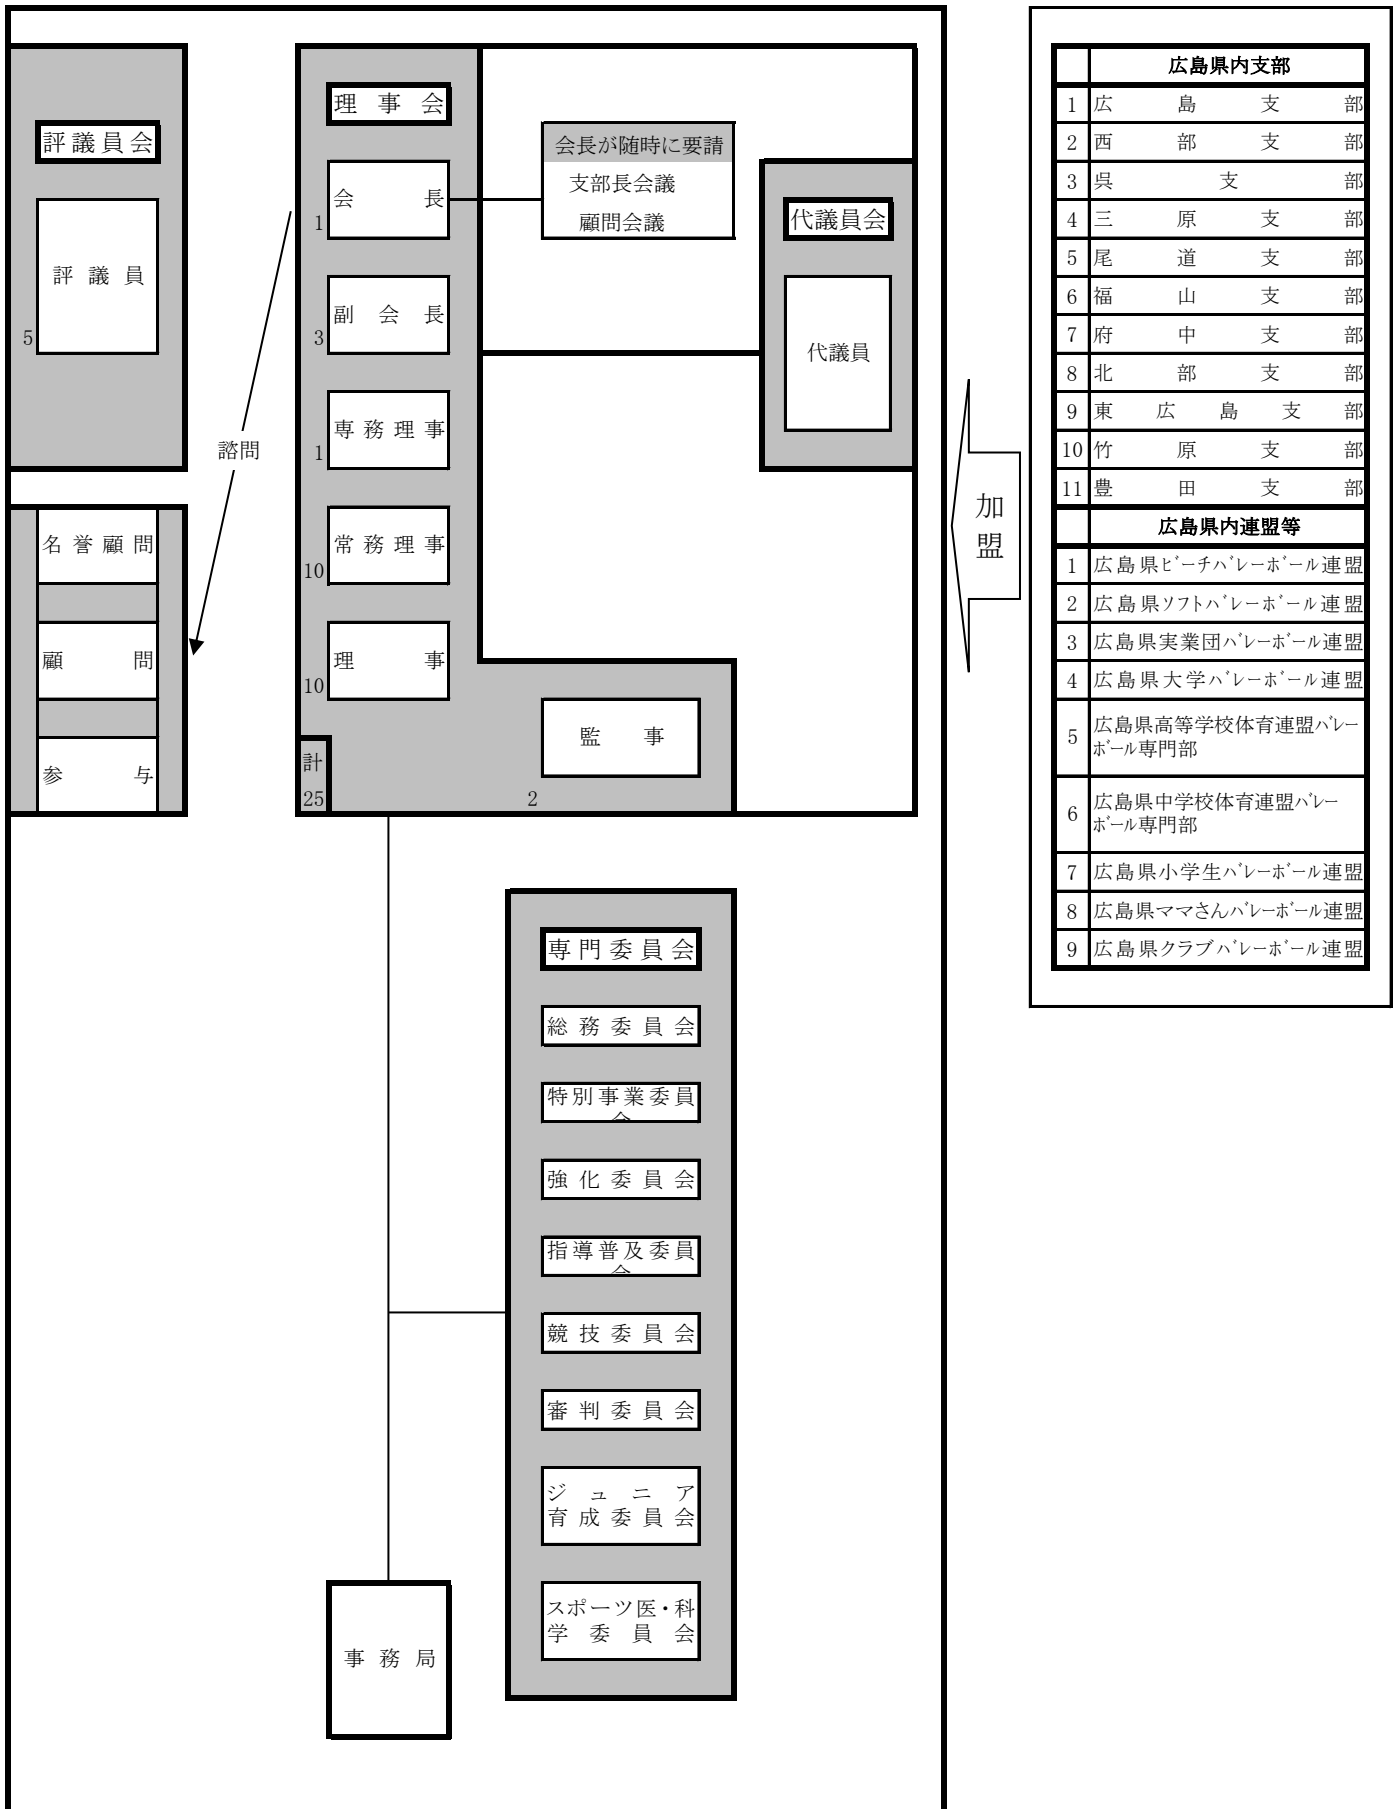 評議員会
評議員
5
諮問
名誉顧問
顧問
参与
理事会
会長
1
副会長
3
専務理事
1
常務理事
10
理事
10
計
25
監事
2
会長が随時に要請
支部長会議
顧問会議
代議員会
代議員
専門委員会
総務委員会
特別事業委員
会
強化委員会
指導普及委員
会
競技委員会
審判委員会
ジュニア
育成委員会
スポーツ医・科
学委員会
事務局
加
盟
広島県内支部
1 広島支部
2 西部支部
3 呉支部
4 三原支部
5 尾道支部
6 福山支部
7 府中支部
8 北部支部
9 東広島支部
10 竹原支部
11 豊田支部
広島県内連盟等
1 広島県ﾋﾞｰチﾊﾞﾚｰﾎﾞｰﾙ連盟
2 広島県ｿﾌﾄﾊﾞﾚｰﾎﾞｰﾙ連盟
3 広島県実業団ﾊﾞﾚｰﾎﾞｰﾙ連盟
4 広島県大学ﾊﾞﾚｰﾎﾞｰﾙ連盟
5 広島県高等学校体育連盟ﾊﾞﾚｰ
ﾎﾞｰﾙ専門部
6 広島県中学校体育連盟ﾊﾞﾚｰ
ﾎﾞｰﾙ専門部
7 広島県小学生ﾊﾞﾚｰﾎﾞｰﾙ連盟
8 広島県ママさんﾊﾞﾚｰﾎﾞｰﾙ連盟
9 広島県クラブﾊﾞﾚｰﾎﾞｰﾙ連盟